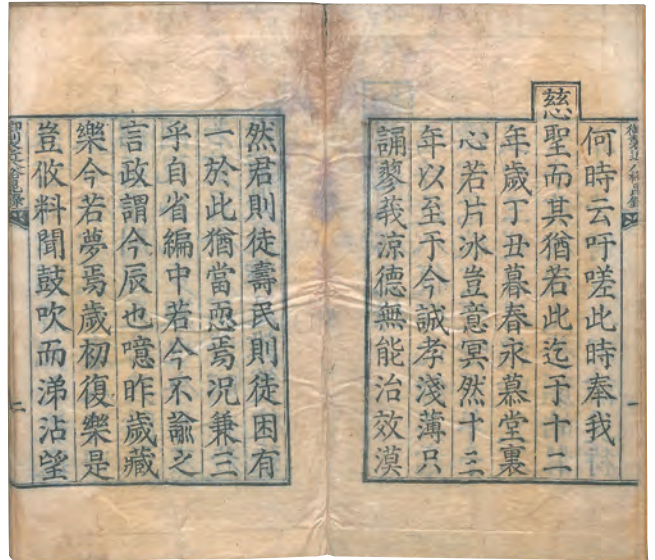 一
何時云吁嗟此時奉我
慈聖而其猶若此迄于十二
年歲丁丑暮春永慕堂裏
心若片冰豈意冥然十三
年以至于今誠孝淺薄只
誦蓼莪涼德無能治效漠
然君則徒壽民則徒困有
一於此猶當恧焉況兼三
乎自省編中若今不諭之
言政謂今辰也噫昨歲藏
樂今若夢焉歲初復樂是
豈攸料聞鼓吹而涕沾望
二